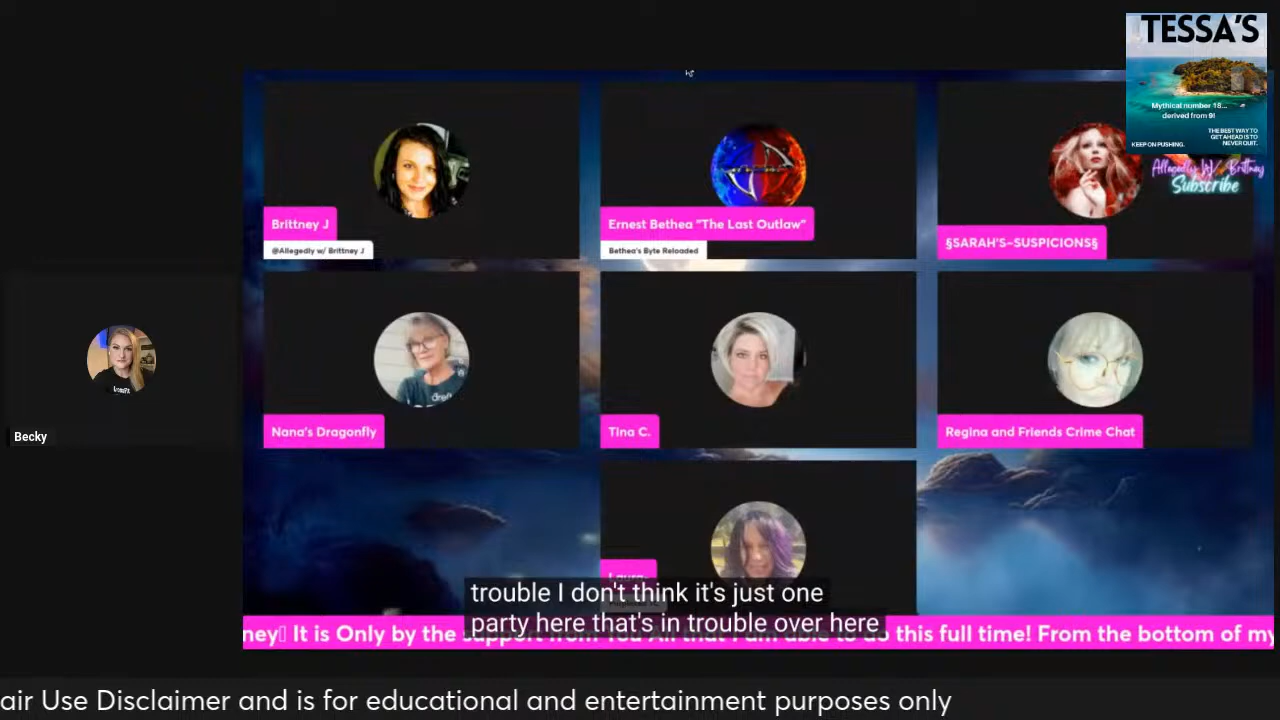 TESSA'S
Mythical number 18...
derived from 9!
THE BEST WAY TO
GET AHEAD IS TO
NEVER QUIT.
KEEP ON PUSHING.
Allegedly W/ Brittney
Subscribe
Brittney J
@Allegedly w/ Brittney J
Ernest Bethea "The Last Outlaw"
Bethea's Byte Reloaded
§SARAH'S-SUSPICIONS§
Becky
Nana's Dragonfly
Tina C.
Regina and Friends Crime Chat
trouble I don't think it's just one
party here that's in trouble over here
ney It is Only by the support from You All that I am able to do this full time! From the bottom of my
air Use Disclaimer and is for educational and entertainment purposes only